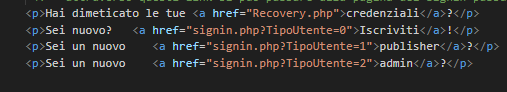 <p>Hai dimeticato le tue <a href="Recovery.php">credenziali</a>?</p>
<p>Sei nuovo?   <a href="signin.php?TipoUtente=0">Iscriviti</a>!</p>
<p>Sei un nuovo    <a href="signin.php?TipoUtente=1">publisher</a>?</p>
<p>Sei un nuovo    <a href="signin.php?TipoUtente=2">admin</a>?</p>